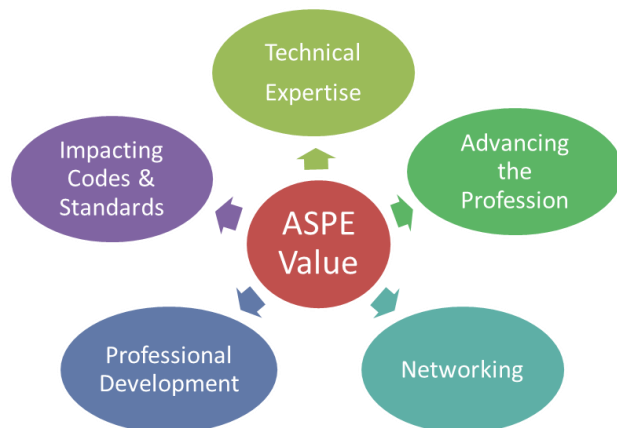 Technical
Expertise
Advancing
the
Profession
Networking
Professional
Development
Impacting
Codes &
Standards
ASPE
Value